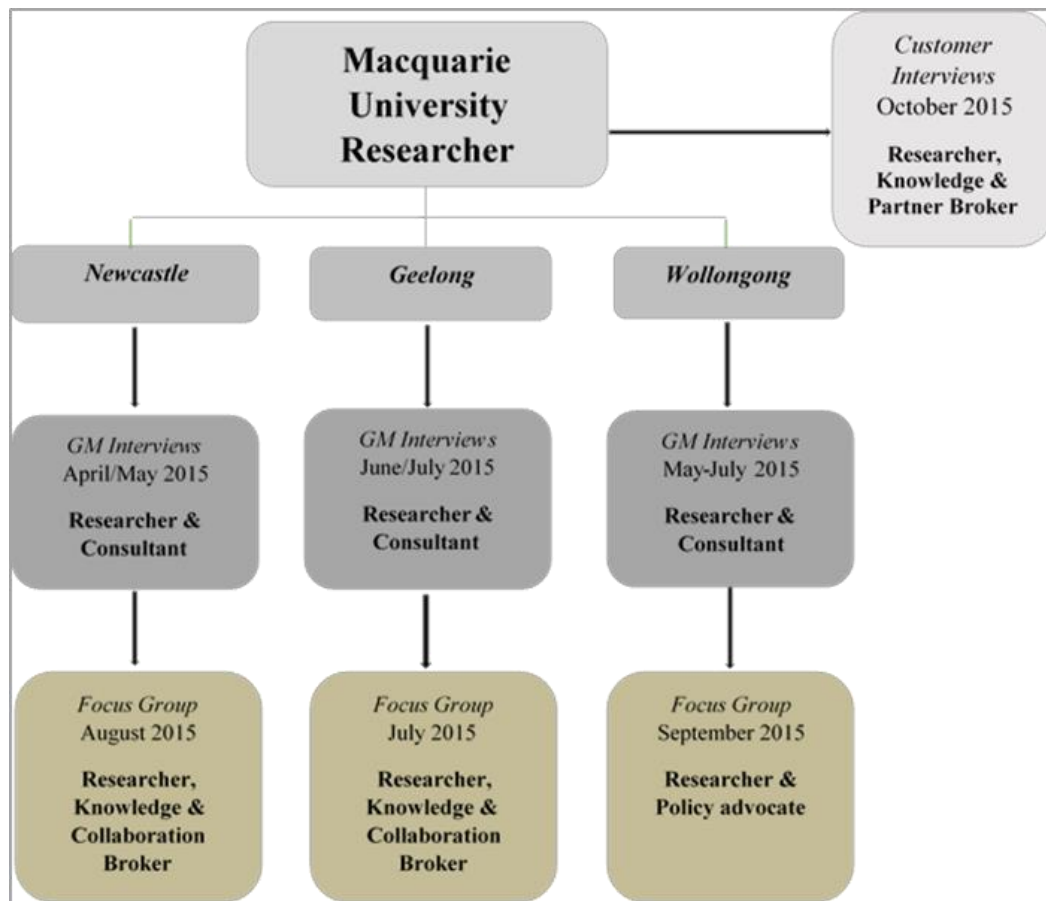 Macquarie
University
Researcher
Customer
Interviews
October 2015
Researcher,
Knowledge &
Partner Broker
Newcastle
Geelong
Wollongong
GM Interviews
April/May 2015
Researcher &
Consultant
GM Interviews
June/July 2015
Researcher &
Consultant
GM Interviews
May-July 2015
Researcher &
Consultant
Focus Group
August 2015
Researcher,
Knowledge &
Collaboration
Broker
Focus Group
July 2015
Researcher,
Knowledge &
Collaboration
Broker
Focus Group
September 2015
Researcher &
Policy advocate